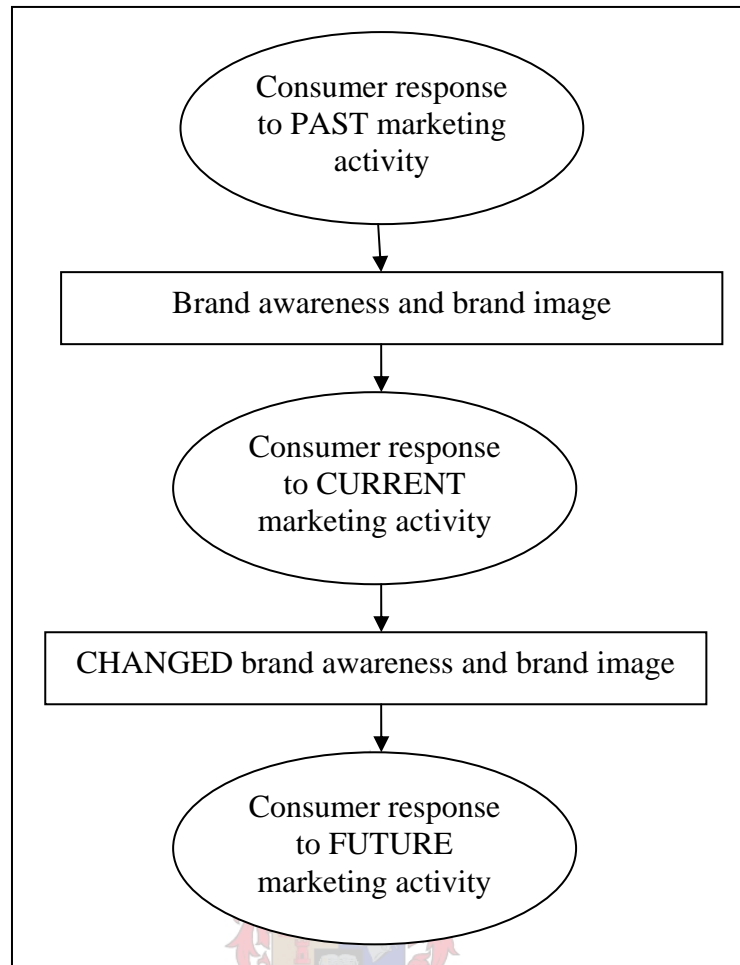 Consumer response
to PAST marketing
activity
Brand awareness and brand image
Consumer response
to CURRENT
marketing activity
CHANGED brand awareness and brand image
Consumer response
to FUTURE
marketing activity